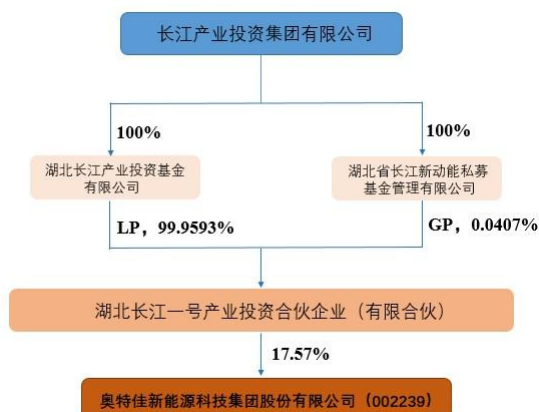 长江产业投资集团有限公司
100%
100%
湖北长江产业投资基金
有限公司
湖北省长江新动能私募
基金管理有限公司
LP，99.9593%
GP，0.0407%
湖北长江一号产业投资合伙企业（有限合伙）
17.57%
奥特佳新能源科技集团股份有限公司（002239）